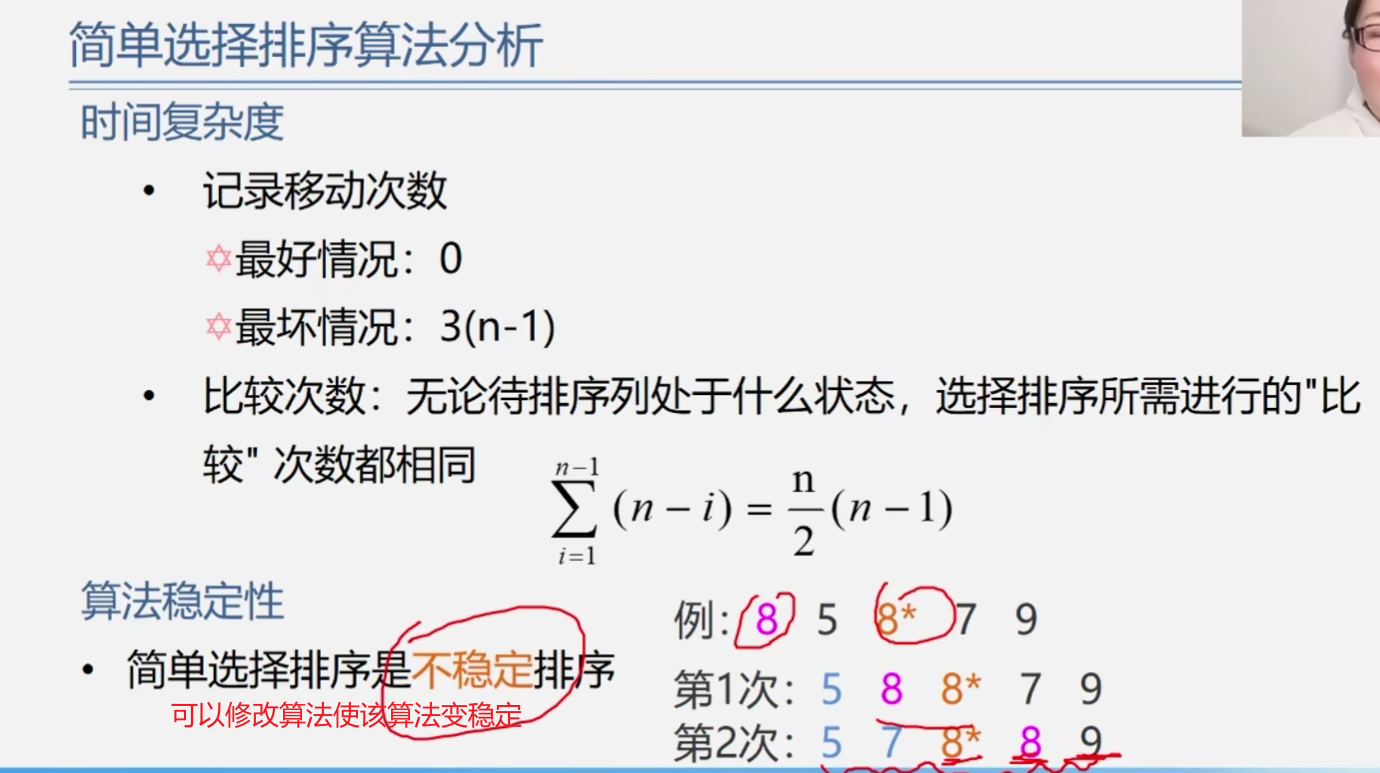 简单选择排序算法分析
时间复杂度
• 记录移动次数
✡最好情况：0
✡最坏情况：3(n-1)
• 比较次数：无论待排序列处于什么状态，选择排序所需进行的"比
较" 次数都相同
n−1
∑ (n − i) = n/2 (n − 1)
i=1
算法稳定性
• 简单选择排序是不稳定排序
可以修改算法使该算法变稳定
例: 8 5 8* 7 9
第1次: 5 8 8* 7 9
第2次: 5 7 8* 8 9